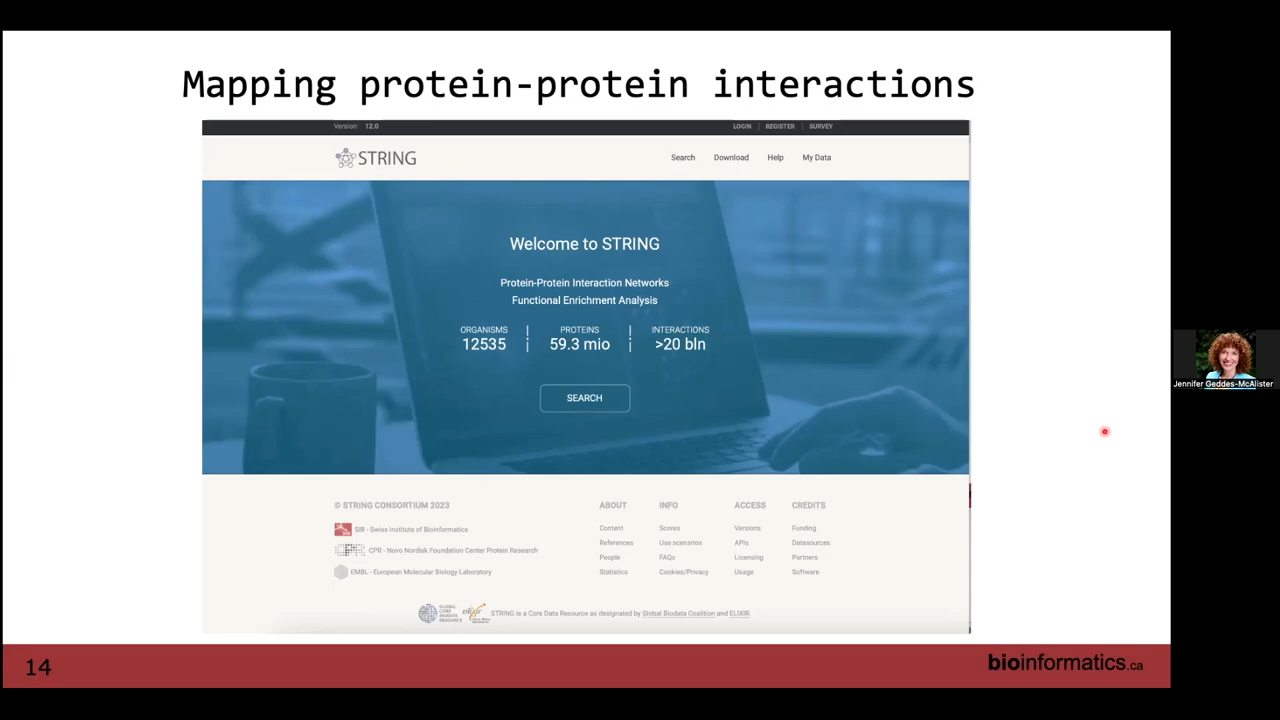 Mapping protein-protein interactions
Version: 12.0
LOGIN | REGISTER | SURVEY
STRING
Search Download Help My Data
Welcome to STRING
Protein-Protein Interaction Networks
Functional Enrichment Analysis
ORGANISMS PROTEINS INTERACTIONS
12535 59.3 mio >20 bln
SEARCH
© STRING CONSORTIUM 2023
SIB - Swiss Institute of Bioinformatics
CPR - Novo Nordisk Foundation Center Protein Research
EMBL - European Molecular Biology Laboratory
ABOUT
Content
References
People
Statistics
INFO
Scores
Use scenarios
FAQs
Cookies/Privacy
ACCESS
Versions
APIs
Licensing
Usage
CREDITS
Funding
Datasources
Partners
Software
GLOBAL
CORE
BIODATA
RESOURCE
elixir
STRING is a Core Data Resource as designated by Global Biodata Coalition and ELIXIR.
14
bioinformatics.ca
Jennifer Geddes-McAlister